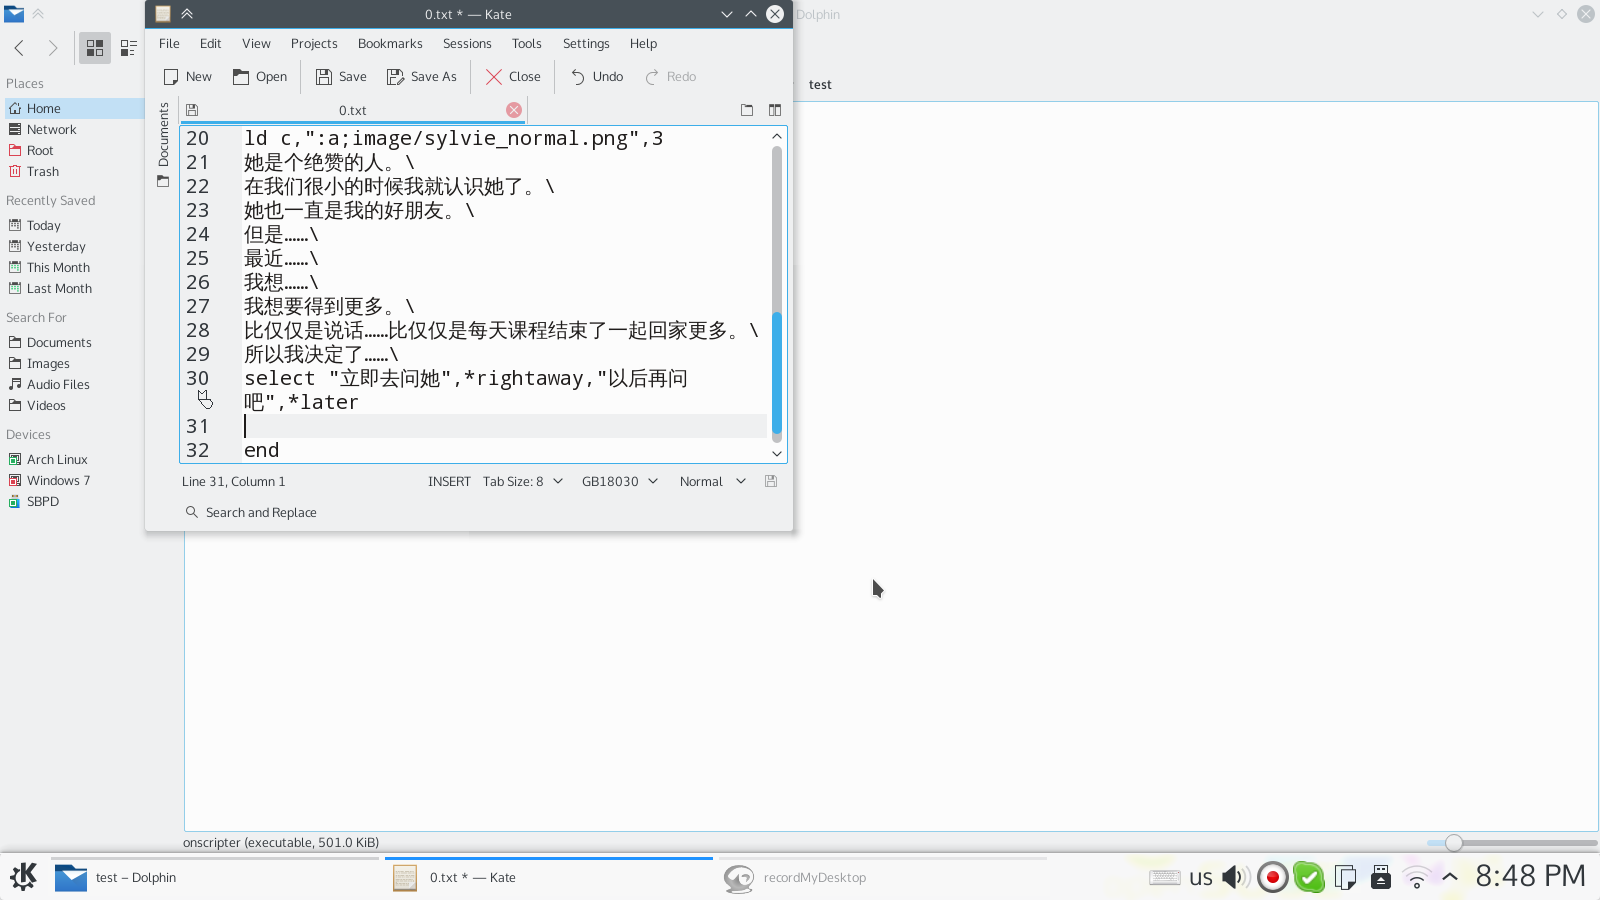 0.txt * — Kate
Dolphin
File Edit View Projects Bookmarks Sessions Tools Settings Help
New Open Save Save As Close Undo Redo
test
Places
Home
Network
Root
Trash
Recently Saved
Today
Yesterday
This Month
Last Month
Search For
Documents
Images
Audio Files
Videos
Devices
Arch Linux
Windows 7
SBPD
Documents
0.txt
20 ld c,":a;image/sylvie_normal.png",3
21 她是个绝赞的人。\
22 在我们很小的时候我就认识她了。\
23 她也一直是我的好朋友。\
24 但是……\
25 最近……\
26 我想……\
27 我想要得到更多。\
28 比仅仅是说话……比仅仅是每天课程结束了一起回家更多。\
29 所以我决定了……\
30 select "立即去问她",*rightaway,"以后再问
吧",*later
31
32 end
Line 31, Column 1 INSERT Tab Size: 8 GB18030 Normal
Search and Replace
onscripter (executable, 501.0 KiB)
test – Dolphin
0.txt * — Kate
recordMyDesktop
us
8:48 PM